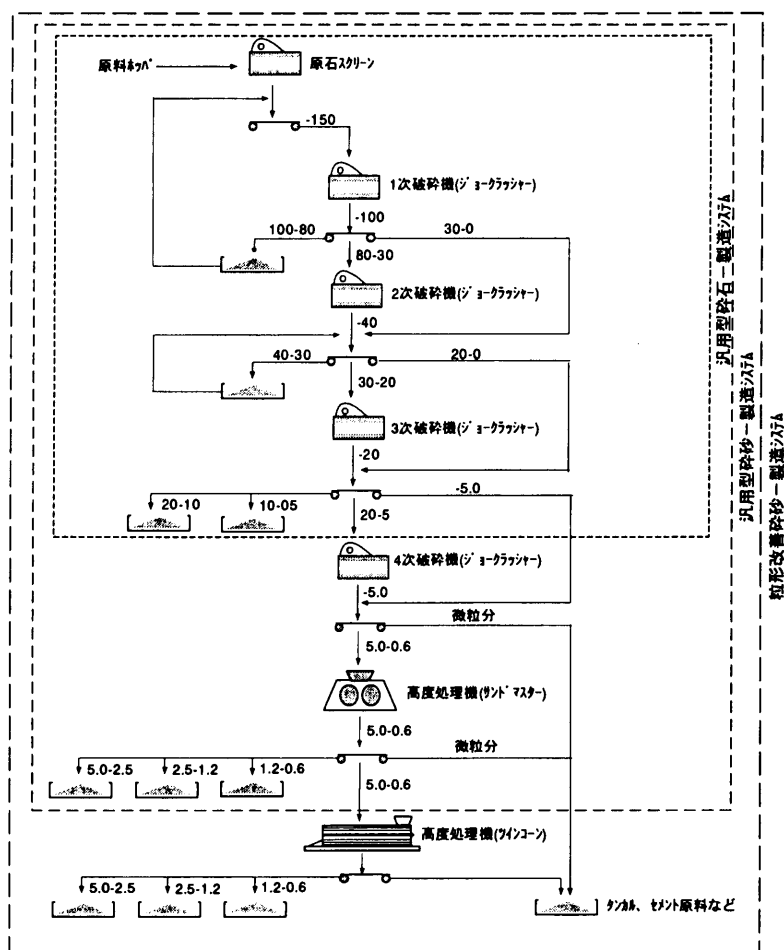 原料ホッパ
原石スクリーン
-150
1次破砕機(ジョークラッシャー)
-100
100-80
30-0
80-30
2次破砕機(ジョークラッシャー)
-40
40-30
20-0
30-20
3次破砕機(ジョークラッシャー)
-20
-5.0
20-10
10-05
20-5
4次破砕機(ジョークラッシャー)
-5.0
微粒分
5.0-0.6
高度処理機(サンドマスター)
5.0-0.6
微粒分
5.0-2.5
2.5-1.2
1.2-0.6
5.0-0.6
高度処理機(ツインコーン)
5.0-2.5
2.5-1.2
1.2-0.6
タンカル、セメント原料など
汎用型砕石－製造システム
汎用型砕砂－製造システム
粒形改善砕砂－製造システム